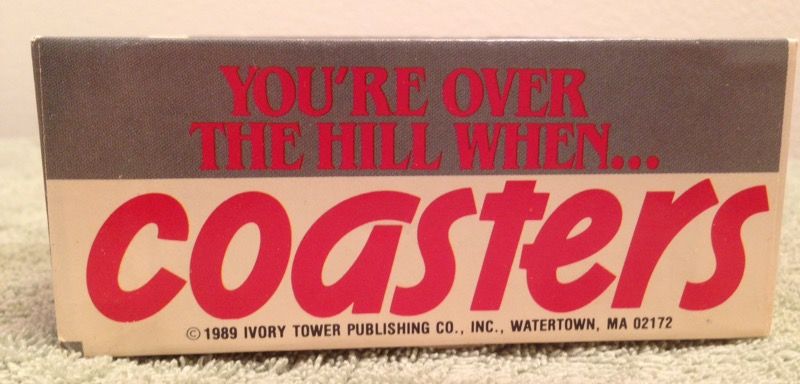 YOU'RE OVER
THE HILL WHEN...
coasters
© 1989 IVORY TOWER PUBLISHING CO., INC., WATERTOWN, MA 02172